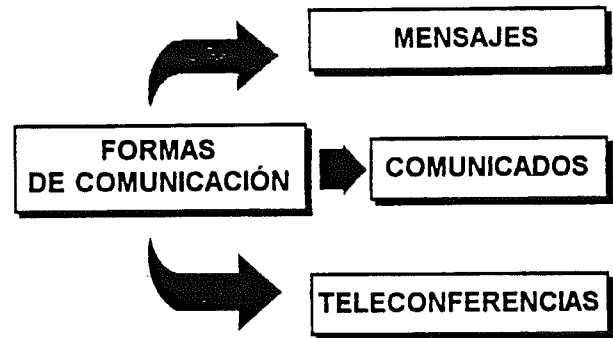 MENSAJES
FORMAS
DE COMUNICACIÓN
COMUNICADOS
TELECONFERENCIAS